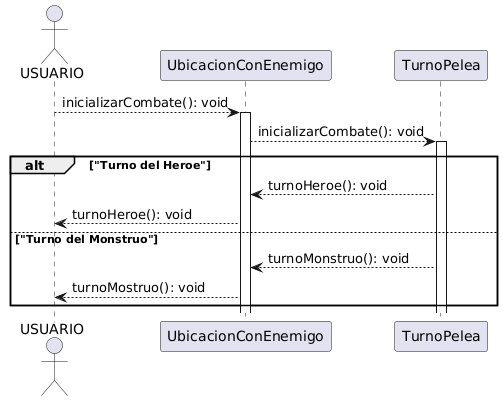 USUARIO
UbicacionConEnemigo
TurnoPelea
inicializarCombate(): void
inicializarCombate(): void
alt
["Turno del Heroe"]
turnoHeroe(): void
turnoHeroe(): void
["Turno del Monstruo"]
turnoMonstruo(): void
turnoMostruo(): void
USUARIO
UbicacionConEnemigo
TurnoPelea